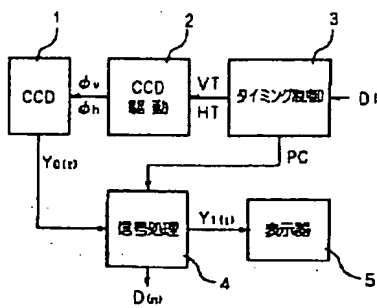 1
2
3
CCD
φv
φh
CCD
駆動
VT
HT
タイミング制御
PC
Y0(t)
信号処理
Y1(t)
表示器
4
5
D(n)